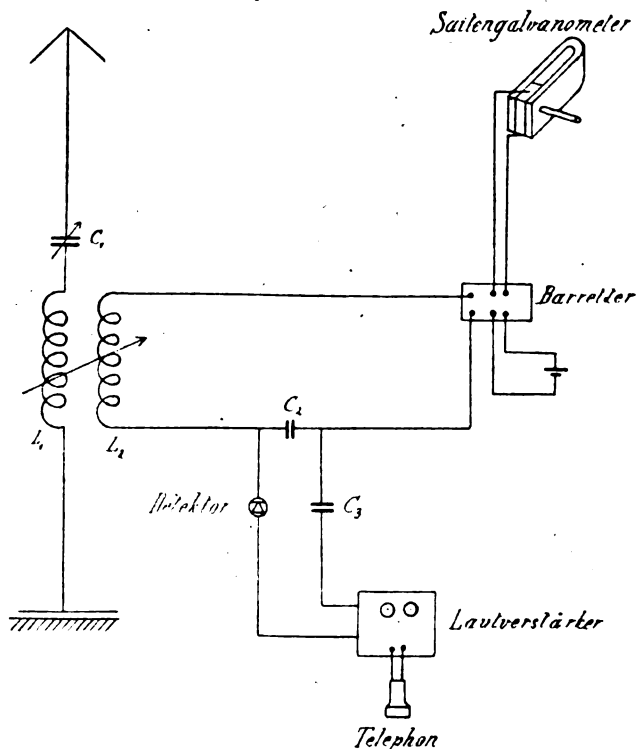 Saitengalvanometer
C₁
Barretter
C₂
L₁
L₂
Detektor
C₃
Lautverstärker
Telephon